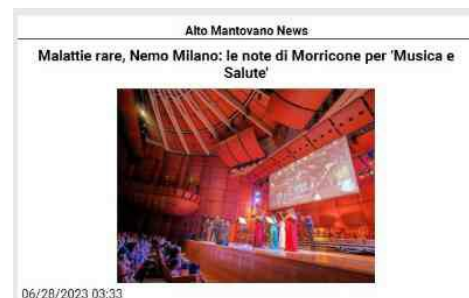 Alto Mantovano News
Malattie rare, Nemo Milano: le note di Morricone per 'Musica e
Salute'
06/28/2023 03:33